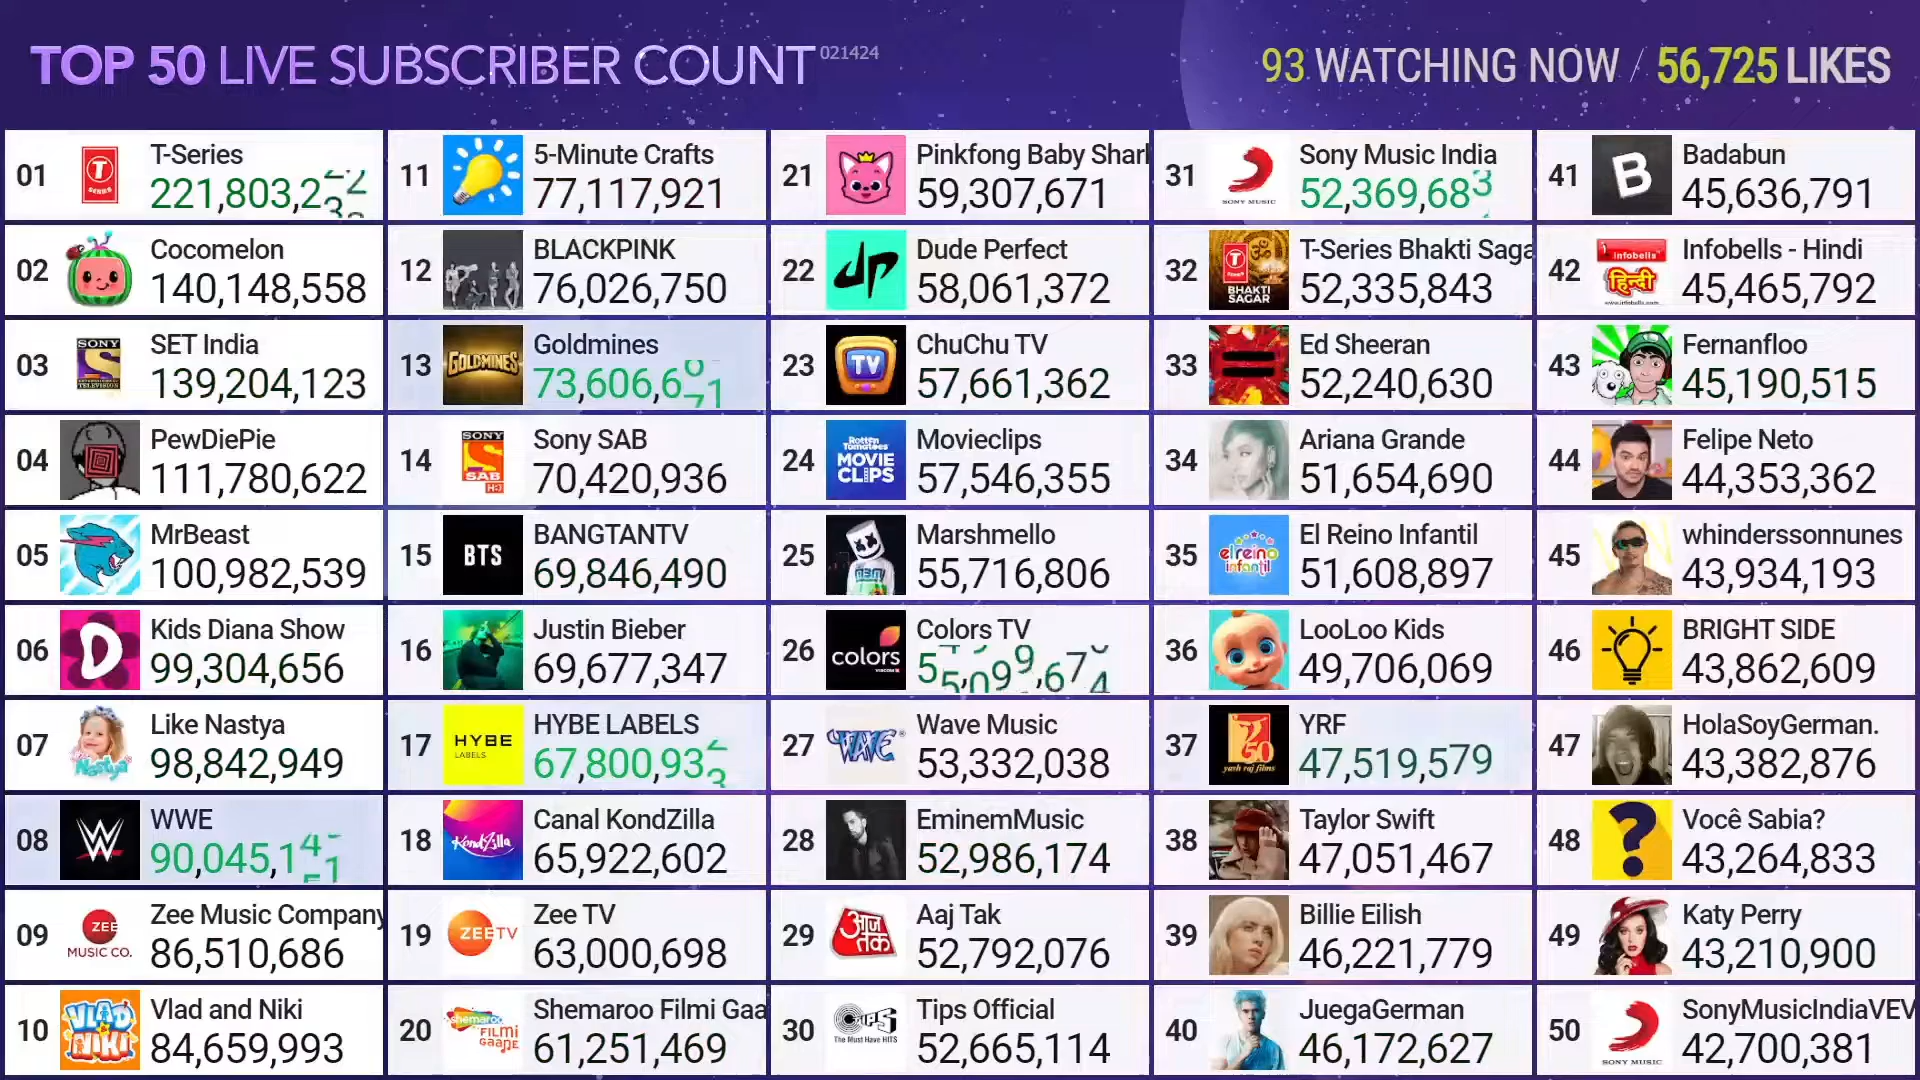 TOP 50 LIVE SUBSCRIBER COUNT 021424
93 WATCHING NOW / 56,725 LIKES
01 T-Series
02 Cocomelon
140,148,558
03 SET India
139,204,123
04 PewDiePie
111,780,622
05 MrBeast
100,982,539
06 Kids Diana Show
99,304,656
07 Like Nastya
98,842,949
08 WWE
09 Zee Music Company
86,510,686
10 Vlad and Niki
84,659,993
11 5-Minute Crafts
77,117,921
12 BLACKPINK
76,026,750
13 Goldmines
14 Sony SAB
70,420,936
15 BANGTANTV
69,846,490
16 Justin Bieber
69,677,347
17 HYBE LABELS
18 Canal KondZilla
65,922,602
19 Zee TV
63,000,698
20 Shemaroo Filmi Gaa
61,251,469
21 Pinkfong Baby Shark
59,307,671
22 Dude Perfect
58,061,372
23 ChuChu TV
57,661,362
24 Movieclips
57,546,355
25 Marshmello
55,716,806
26 Colors TV
27 Wave Music
53,332,038
28 EminemMusic
52,986,174
29 Aaj Tak
52,792,076
30 Tips Official
52,665,114
31 Sony Music India
32 T-Series Bhakti Saga
52,335,843
33 Ed Sheeran
52,240,630
34 Ariana Grande
51,654,690
35 El Reino Infantil
51,608,897
36 LooLoo Kids
49,706,069
37 YRF
47,519,579
38 Taylor Swift
47,051,467
39 Billie Eilish
46,221,779
40 JuegaGerman
46,172,627
41 Badabun
45,636,791
42 Infobells - Hindi
45,465,792
43 Fernanfloo
45,190,515
44 Felipe Neto
44,353,362
45 whinderssonnunes
43,934,193
46 BRIGHT SIDE
43,862,609
47 HolaSoyGerman.
43,382,876
48 Você Sabia?
43,264,833
49 Katy Perry
43,210,900
50 SonyMusicIndiaVEV
42,700,381